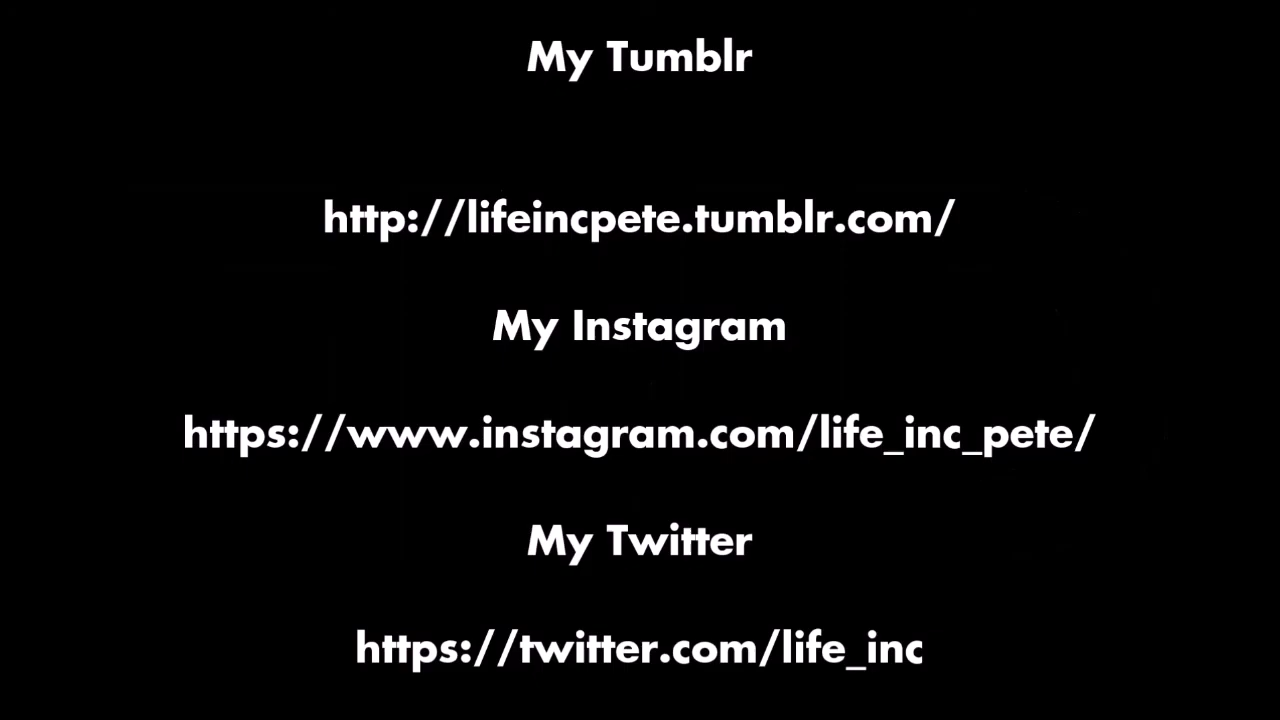 My Tumblr
http://lifeincpete.tumblr.com/
My Instagram
https://www.instagram.com/life_inc_pete/
My Twitter
https://twitter.com/life_inc